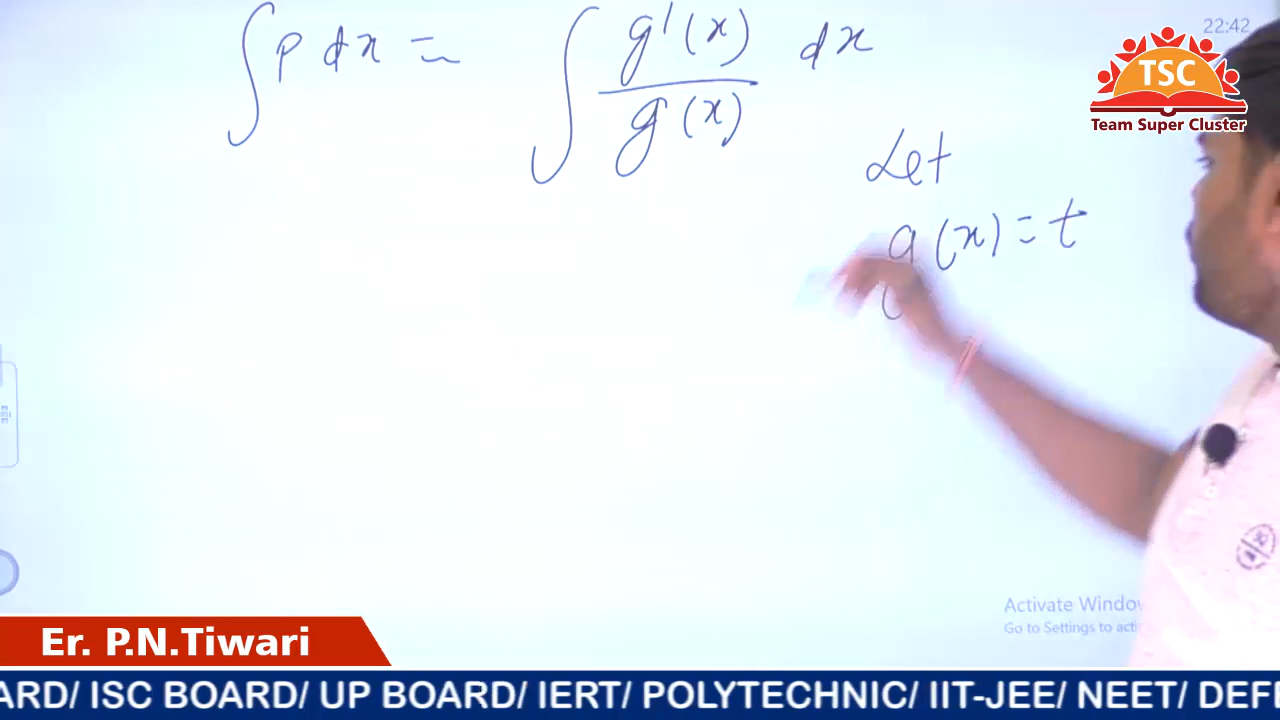 ∫ P dx = ∫ g'(x) / g(x) dx
22:42
TSC
Team Super Cluster
Let
g(x) = t
Activate Window
Go to Settings to acti
Er. P.N.Tiwari
ARD/ ISC BOARD/ UP BOARD/ IERT/ POLYTECHNIC/ IIT-JEE/ NEET/ DEFE